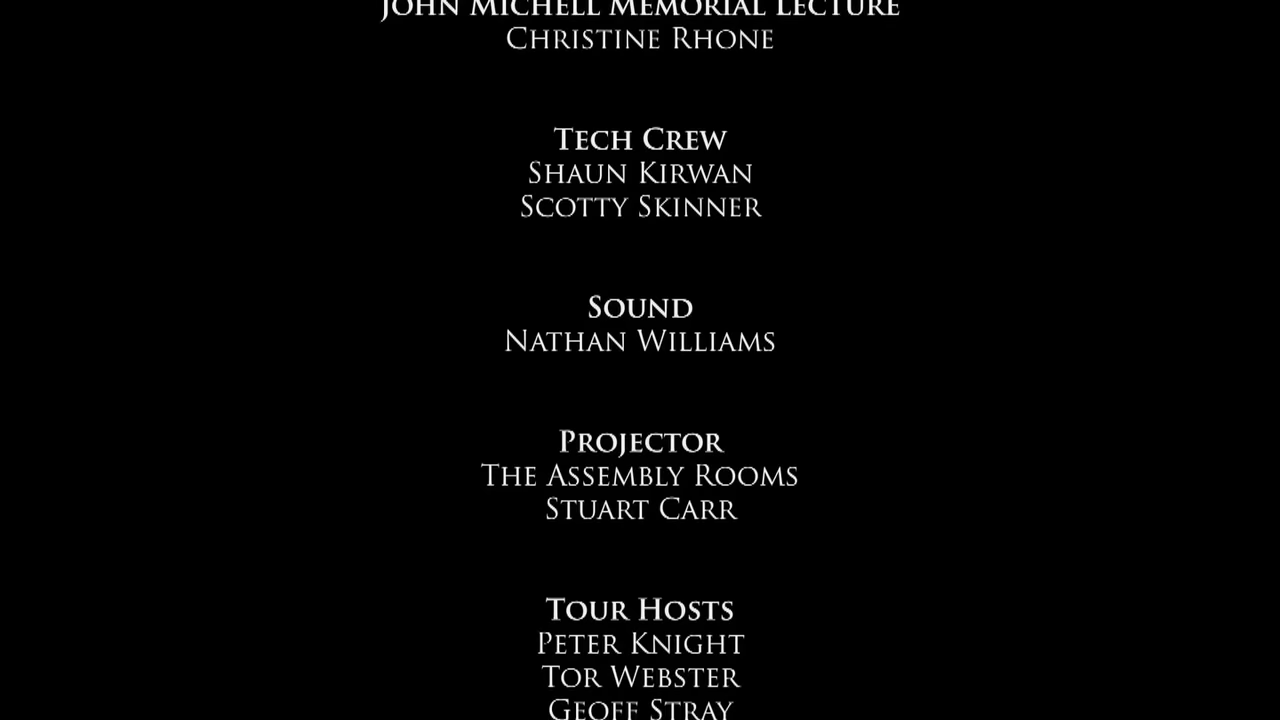 John Michell Memorial Lecture
Christine Rhone
Tech Crew
Shaun Kirwan
Scotty Skinner
Sound
Nathan Williams
Projector
The Assembly Rooms
Stuart Carr
Tour Hosts
Peter Knight
Tor Webster
Geoff Stray